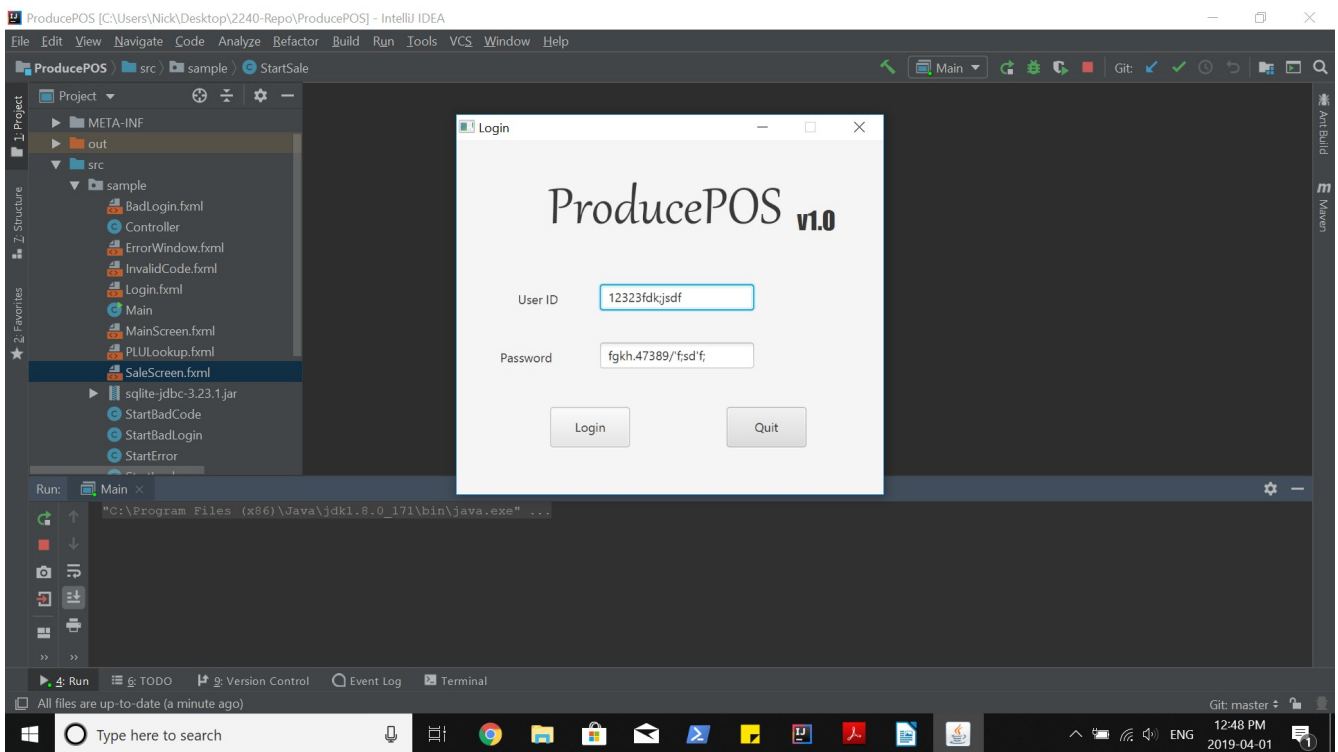 ProducePOS [C:\Users\Nick\Desktop\2240-Repo\ProducePOS] - IntelliJ IDEA
File Edit View Navigate Code Analyze Refactor Build Run Tools VCS Window Help
ProducePOS src sample StartSale
Main
Git:
1: Project
Project
META-INF
out
src
sample
BadLogin.fxml
Controller
ErrorWindow.fxml
InvalidCode.fxml
Login.fxml
Main
MainScreen.fxml
PLULookup.fxml
SaleScreen.fxml
sqlite-jdbc-3.23.1.jar
StartBadCode
StartBadLogin
StartError
7: Structure
2: Favorites
Login
ProducePOS v1.0
User ID 12323fdk;jsdf
Password fgkh.47389/'f;sd'f;
Login Quit
Ant Build
m Maven
Run: Main
"C:\Program Files (x86)\Java\jdk1.8.0_171\bin\java.exe" ...
4: Run 6: TODO 9: Version Control Event Log Terminal
All files are up-to-date (a minute ago)
Git: master
Type here to search
ENG
12:48 PM
2019-04-01
1